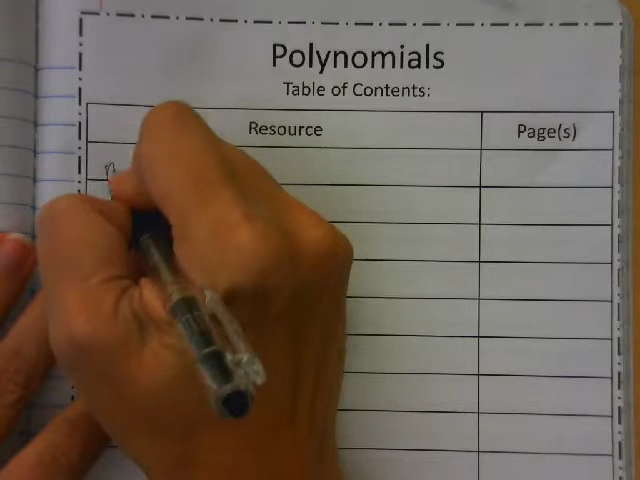 Polynomials
Table of Contents:
Resource Page(s)
n